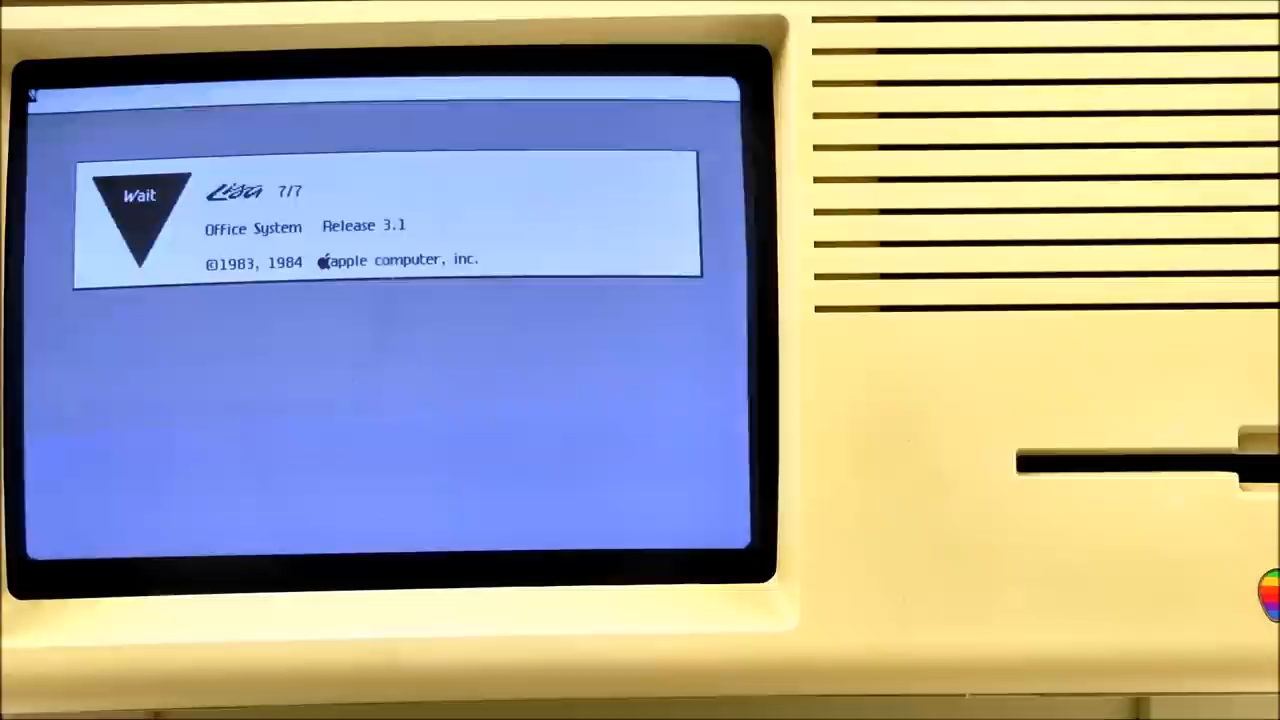 Wait
Lisa 7/7
Office System Release 3.1
©1983, 1984 apple computer, inc.